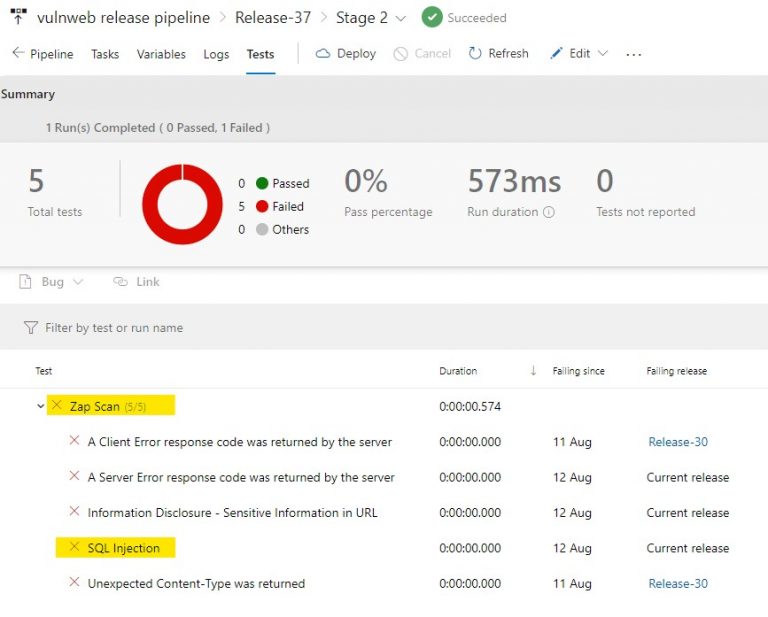 vulnweb release pipeline > Release-37 > Stage 2 Succeeded
Pipeline Tasks Variables Logs Tests Deploy Cancel Refresh Edit ...
Summary
1 Run(s) Completed ( 0 Passed, 1 Failed )
5
Total tests
0 Passed
5 Failed
0 Others
0%
Pass percentage
573ms
Run duration
0
Tests not reported
Bug Link
Filter by test or run name
Test Duration Failing since Failing release
Zap Scan (5/5) 0:00:00.574
A Client Error response code was returned by the server 0:00:00.000 11 Aug Release-30
A Server Error response code was returned by the server 0:00:00.000 12 Aug Current release
Information Disclosure - Sensitive Information in URL 0:00:00.000 12 Aug Current release
SQL Injection 0:00:00.000 12 Aug Current release
Unexpected Content-Type was returned 0:00:00.000 11 Aug Release-30